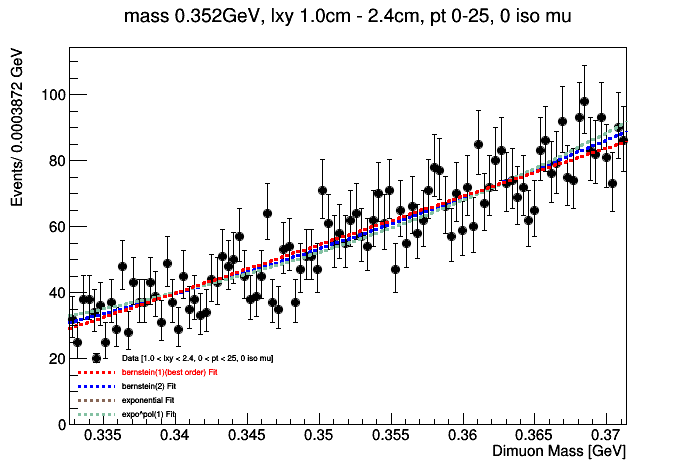 mass 0.352GeV, lxy 1.0cm - 2.4cm, pt 0-25, 0 iso mu
Events/ 0.0003872 GeV
100
80
60
40
20
0
Data [1.0 < lxy < 2.4, 0 < pt < 25, 0 iso mu]
bernstein(1)(best order) Fit
bernstein(2) Fit
exponential Fit
expo*pol(1) Fit
0.335 0.34 0.345 0.35 0.355 0.36 0.365 0.37
Dimuon Mass [GeV]